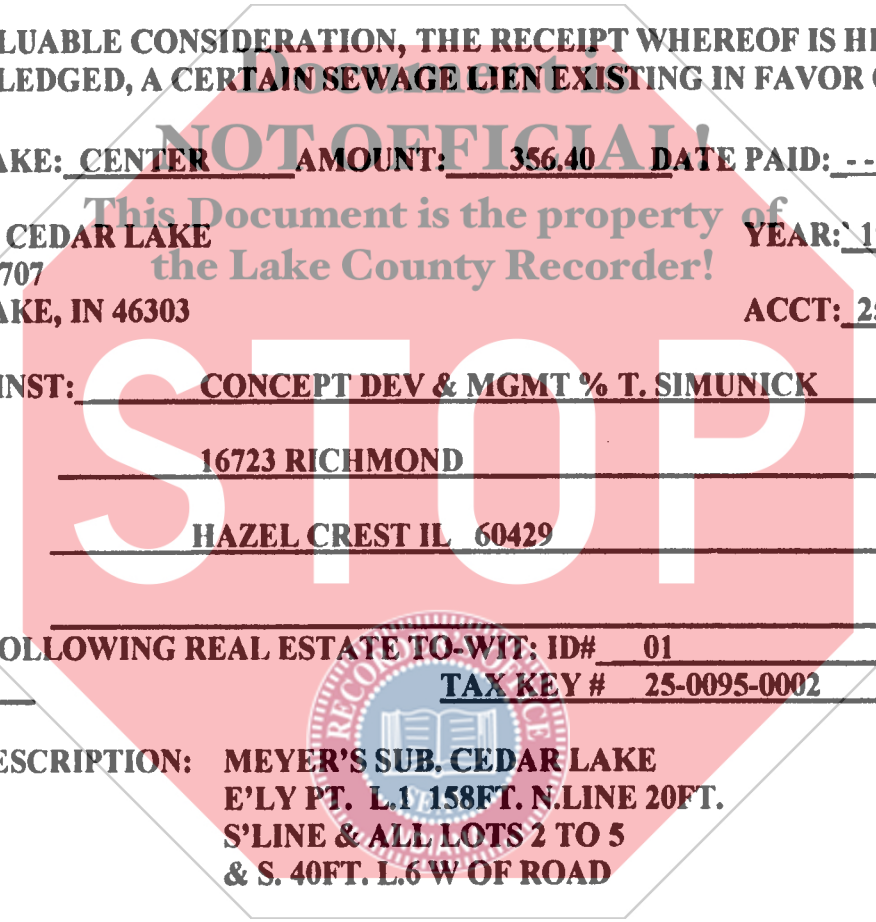 LUABLE CONSIDERATION, THE RECEIPT WHEREOF IS
LEDGED, A CERTAIN SEWAGE LIEN EXISTING IN FAVOR
Document is
NOT OFFICIAL!
AKE: CENTER AMOUNT: 356.40 DATE PAID: - -
This Document is the property of
CEDAR LAKE YEAR: 1
the Lake County Recorder!
707
AKE, IN 46303 ACCT: 2
STOP
INST: CONCEPT DEV & MGMT % T. SIMUNICK
16723 RICHMOND
HAZEL CREST IL 60429
OLLOWING REAL ESTATE TO-WIT: ID# 01
TAX KEY # 25-0095-0002
RECORDER'S OFFICE
SEAL
INDIANA
ESCRIPTION: MEYER'S SUB. CEDAR LAKE
E'LY PT. L.1 158FT. N.LINE 20FT.
S'LINE & ALL LOTS 2 TO 5
& S. 40FT. L.6 W OF ROAD